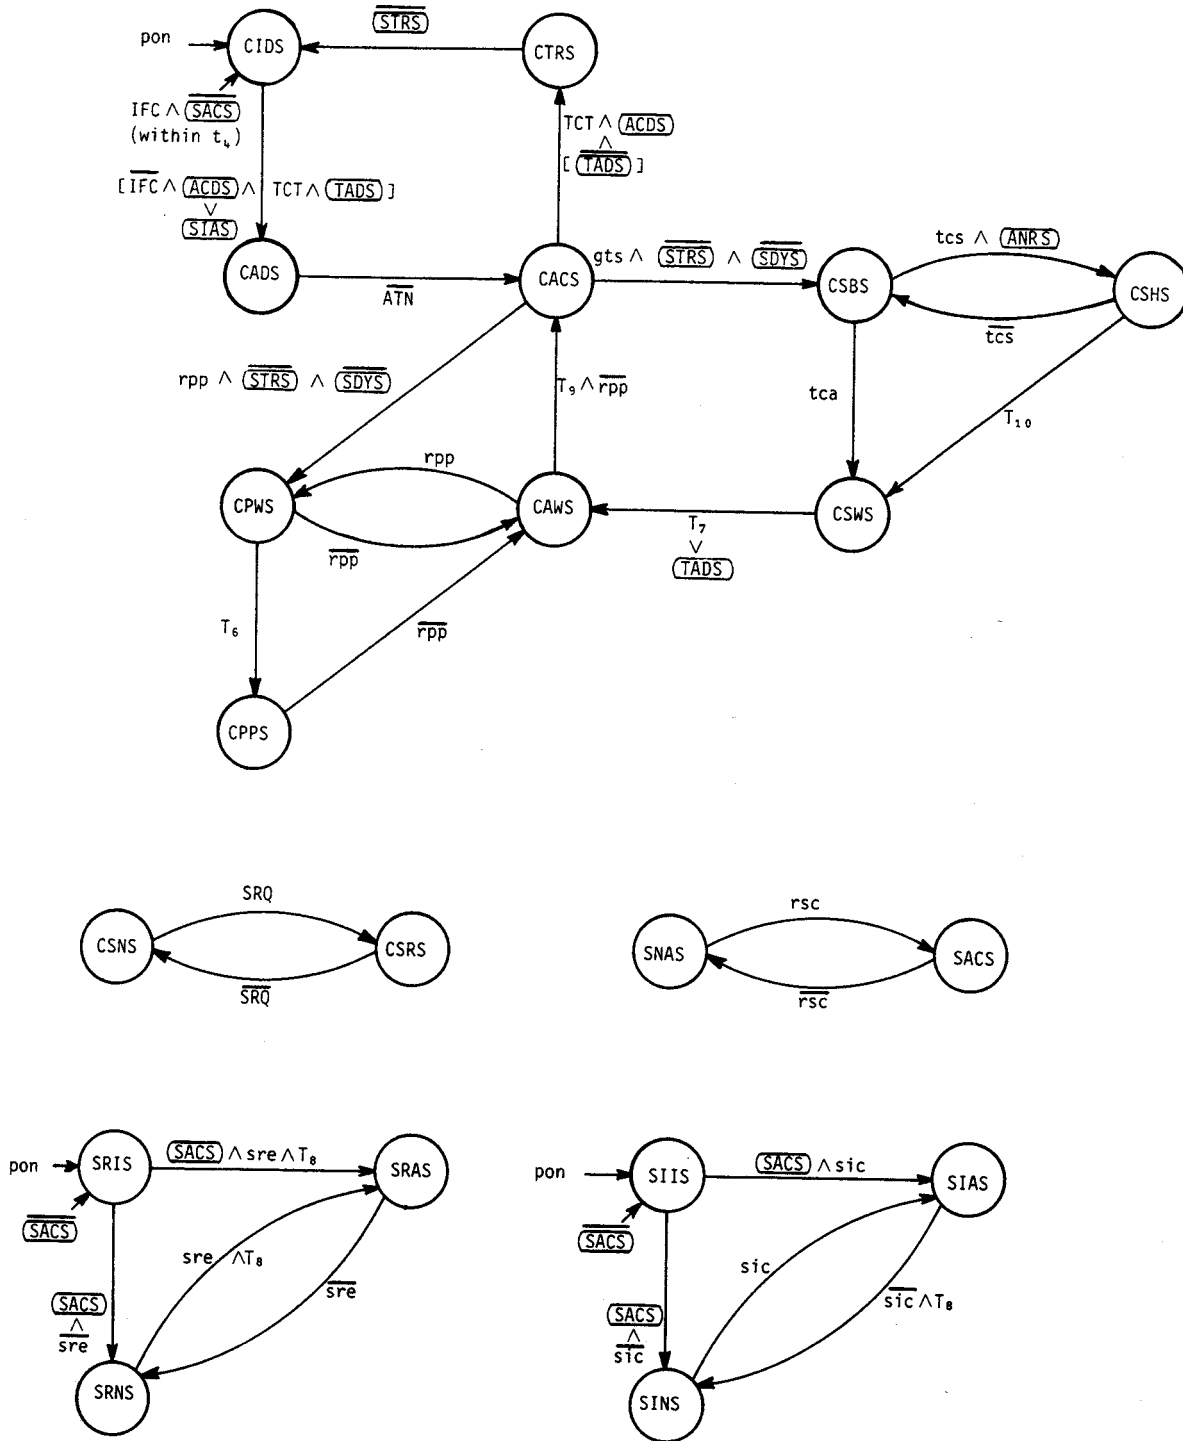 STRS
pon
CIDS
CTRS
IFC ∧ SACS
(within t₄)
TCT ∧ ACDS
∧
[ TADS ]
[ IFC ∧ ACDS ∧ TCT ∧ TADS ]
∨
SIAS
CADS
ATN
CACS
gts ∧ STRS ∧ SDYS
CSBS
tcs ∧ ANRS
CSHS
tcs
rpp ∧ STRS ∧ SDYS
T₉ ∧ rpp
tca
T₁₀
rpp
CPWS
CAWS
CSWS
rpp
T₇
∨
TADS
T₆
rpp
CPPS
SRQ
CSNS
CSRS
SRQ
rsc
SNAS
SACS
rsc
pon
SRIS
SACS ∧ sre ∧ T₈
SRAS
SACS
sre ∧ T₈
sre
SACS
∧
sre
SRNS
pon
SIIS
SACS ∧ sic
SIAS
SACS
sic
sic ∧ T₈
SACS
∧
sic
SINS